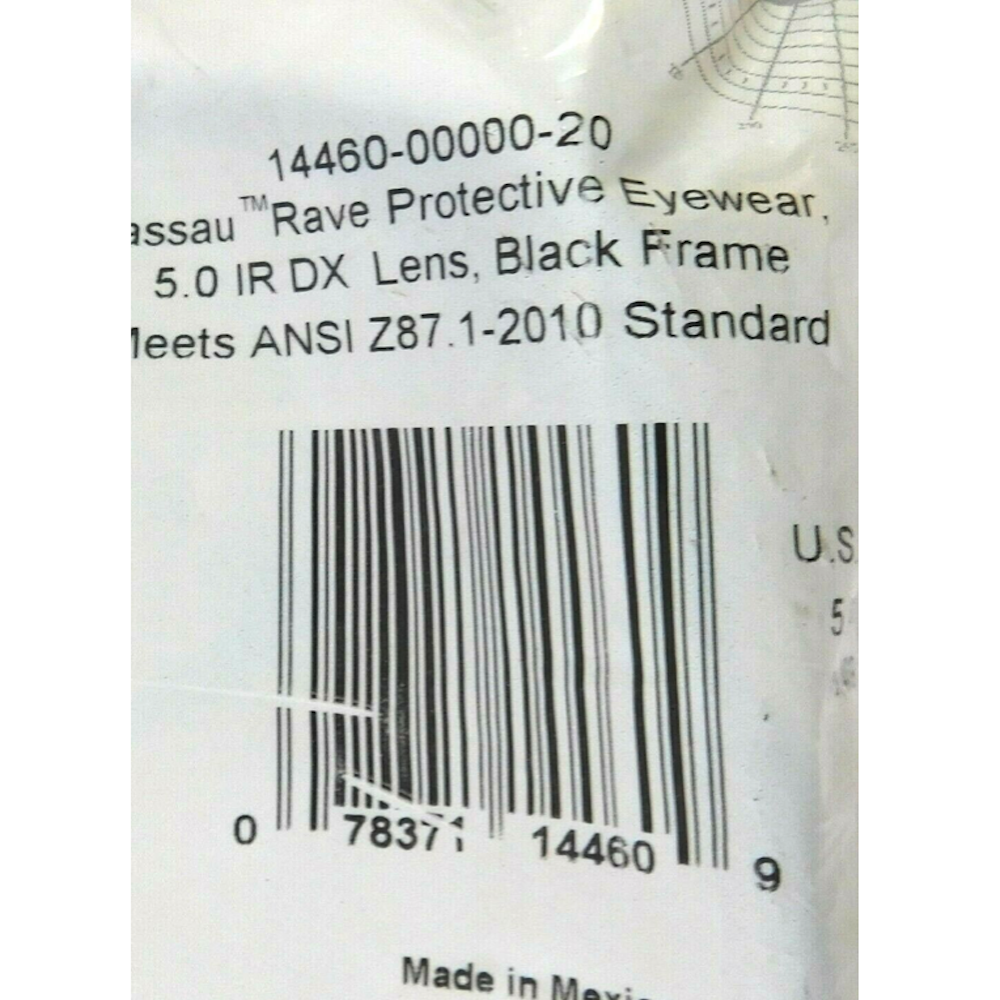 14460-00000-20
assau™Rave Protective Eyewear,
5.0 IR DX Lens, Black Frame
Meets ANSI Z87.1-2010 Standard
U.S.
5
0 78371 14460 9
Made in Mexic